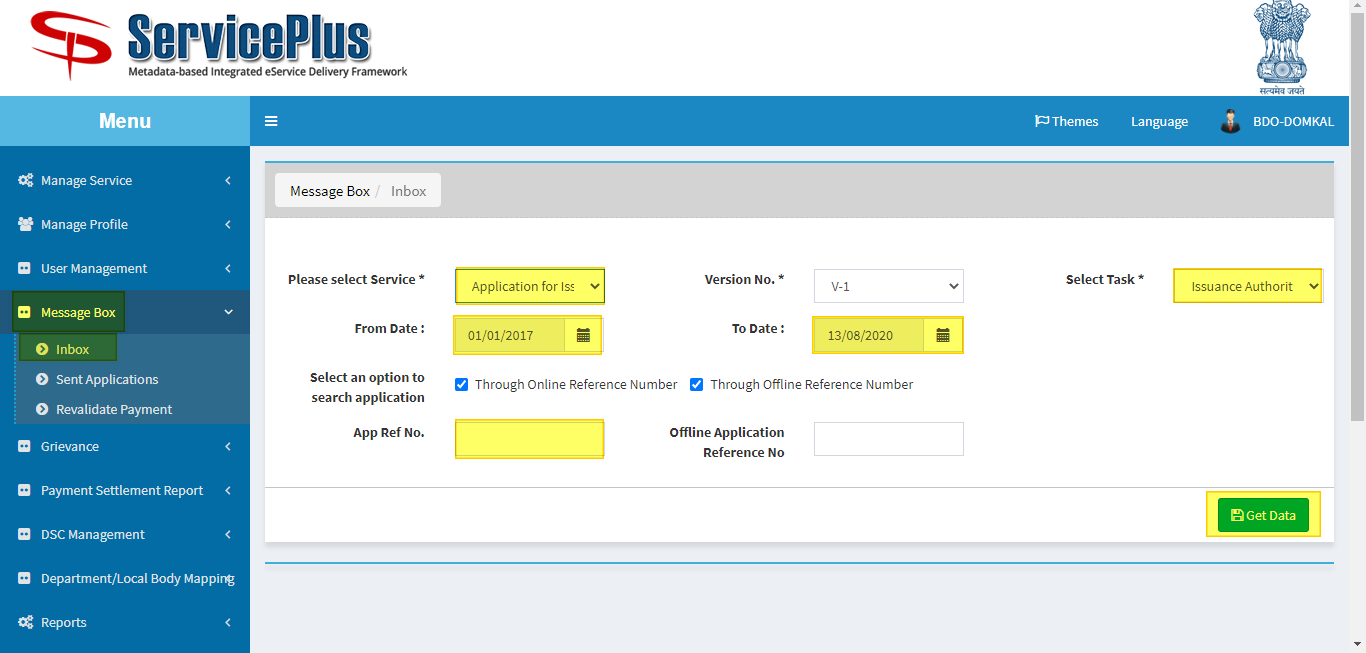 ServicePlus
Metadata-based Integrated eService Delivery Framework
सत्यमेव जयते
Menu
Themes
Language
BDO-DOMKAL
Manage Service
Manage Profile
User Management
Message Box
Inbox
Sent Applications
Revalidate Payment
Grievance
Payment Settlement Report
DSC Management
Department/Local Body Mapping
Reports
Message Box / Inbox
Please select Service *
Application for Iss
Version No. *
V-1
Select Task *
Issuance Authorit
From Date :
01/01/2017
To Date :
13/08/2020
Select an option to
search application
Through Online Reference Number
Through Offline Reference Number
App Ref No.
Offline Application
Reference No
Get Data